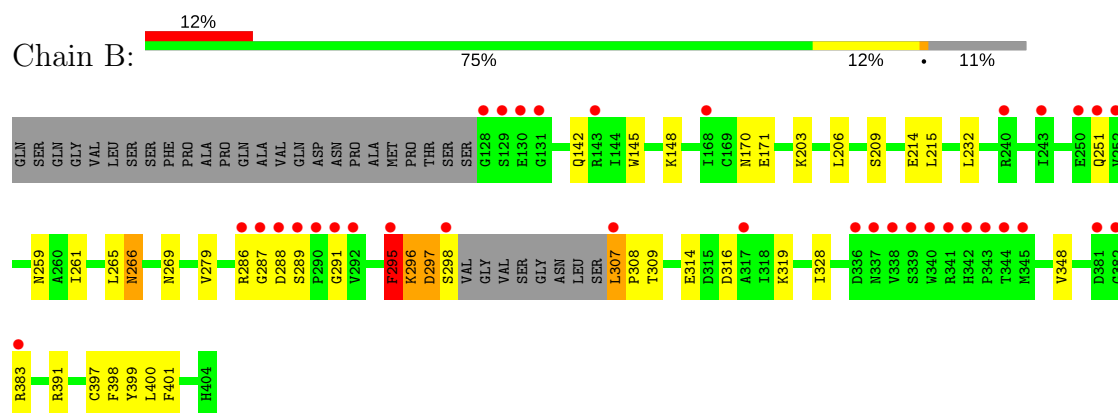 12%
Chain B:
75% 12% • 11%
GLN SER GLN GLY VAL LEU SER SER PHE PRO ALA PRO GLN ALA VAL GLN ASP ASN PRO ALA MET PRO THR SER SER G128 S129 E130 G131 Q142 R143 I144 W145 K148 I168 C169 N170 E171 K203 L206 S209 E214 L215 L232 R240 I243 E250 Q251
N259 A260 I261 L265 N266 N269 V279 R286 G287 D288 S289 P290 G291 V292 F295 K296 D297 S298 VAL GLY VAL SER GLY ASN LEU SER L307 P308 T309 E314 D315 D316 A317 I318 K319 I328 D336 N337 V338 S339 W340 R341 H342 P343 T344 M345 V348 D381
R383 R391 C397 F398 Y399 L400 F401 H404